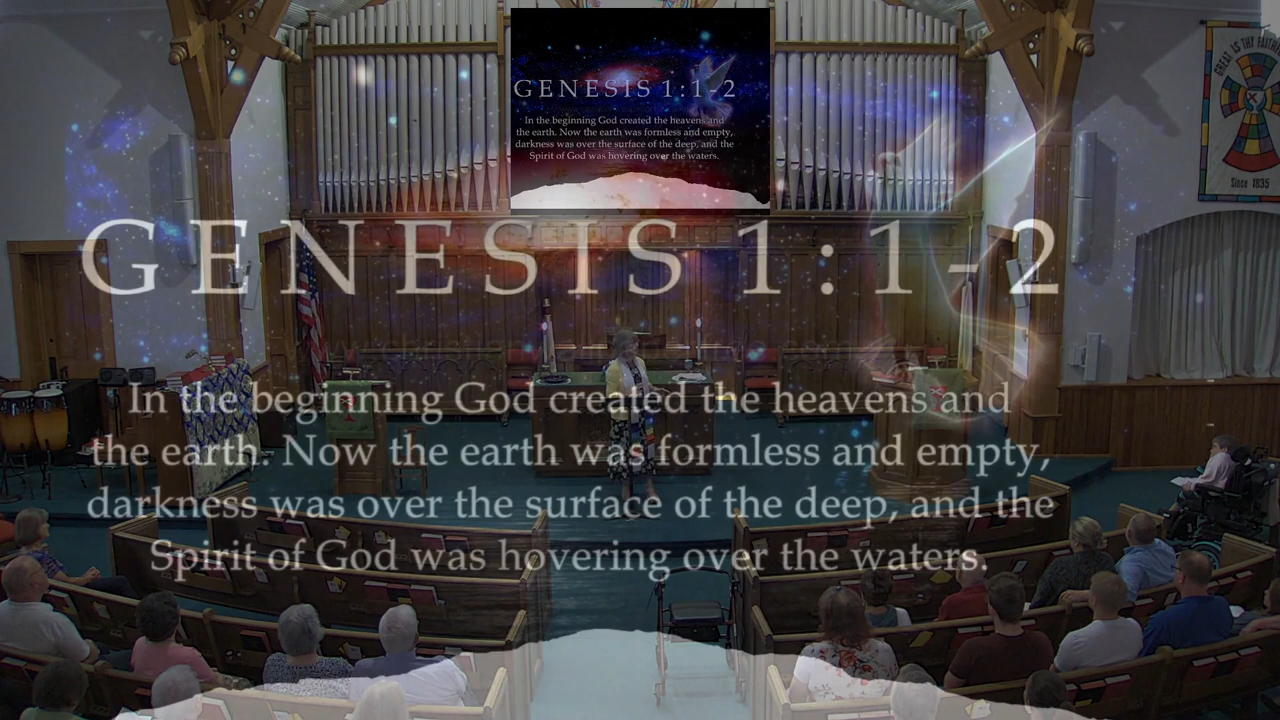 GENESIS 1:1-2
In the beginning God created the heavens and
the earth. Now the earth was formless and empty,
darkness was over the surface of the deep, and the
Spirit of God was hovering over the waters.
GREAT IS THY FAITH
Since 1835
GENESIS 1:1-2
In the beginning God created the heavens and
the earth. Now the earth was formless and empty,
darkness was over the surface of the deep, and the
Spirit of God was hovering over the waters.